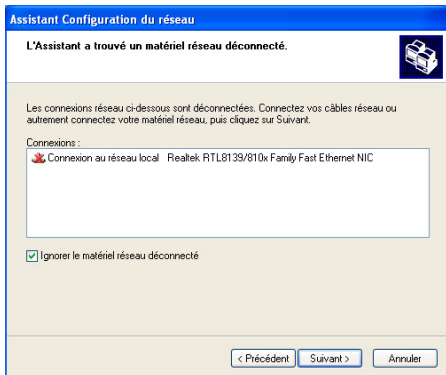 Assistant Configuration du réseau
L'Assistant a trouvé un matériel réseau déconnecté.
Les connexions réseau ci-dessous sont déconnectées. Connectez vos câbles réseau ou
autrement connectez votre matériel réseau, puis cliquez sur Suivant.
Connexions :
Connexion au réseau local Realtek RTL8139/810x Family Fast Ethernet NIC
Ignorer le matériel réseau déconnecté
< Précédent Suivant > Annuler